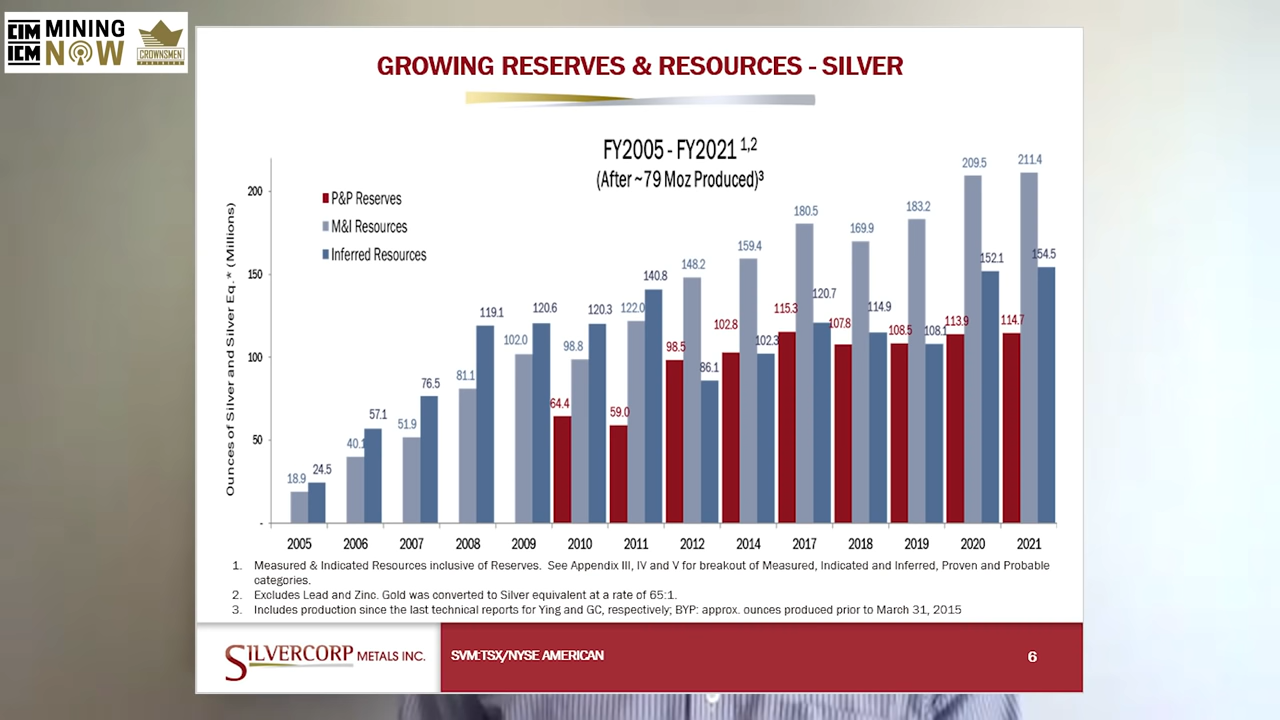 CIM MINING
ICM NOW
CROWNSMEN
PARTNERS
GROWING RESERVES & RESOURCES - SILVER
FY2005 - FY2021 1,2
(After ~79 Moz Produced)3
P&P Reserves
M&I Resources
Inferred Resources
Ounces of Silver and Silver Eq.* (Millions)
200
150
100
50
-
18.9 24.5
40.1 57.1
51.9 76.5
81.1 119.1
102.0 120.6
64.4 98.8 120.3
59.0 122.0 140.8
98.5 148.2 86.1
102.8 159.4 102.3
115.3 180.5 120.7
107.8 169.9 114.9
108.5 183.2 108.1
113.9 209.5 152.1
114.7 211.4 154.5
2005 2006 2007 2008 2009 2010 2011 2012 2014 2017 2018 2019 2020 2021
1. Measured & Indicated Resources inclusive of Reserves. See Appendix III, IV and V for breakout of Measured, Indicated and Inferred, Proven and Probable
categories.
2. Excludes Lead and Zinc. Gold was converted to Silver equivalent at a rate of 65:1.
3. Includes production since the last technical reports for Ying and GC, respectively; BYP: approx. ounces produced prior to March 31, 2015
SILVERCORP METALS INC.
SVM:TSX/NYSE AMERICAN
6